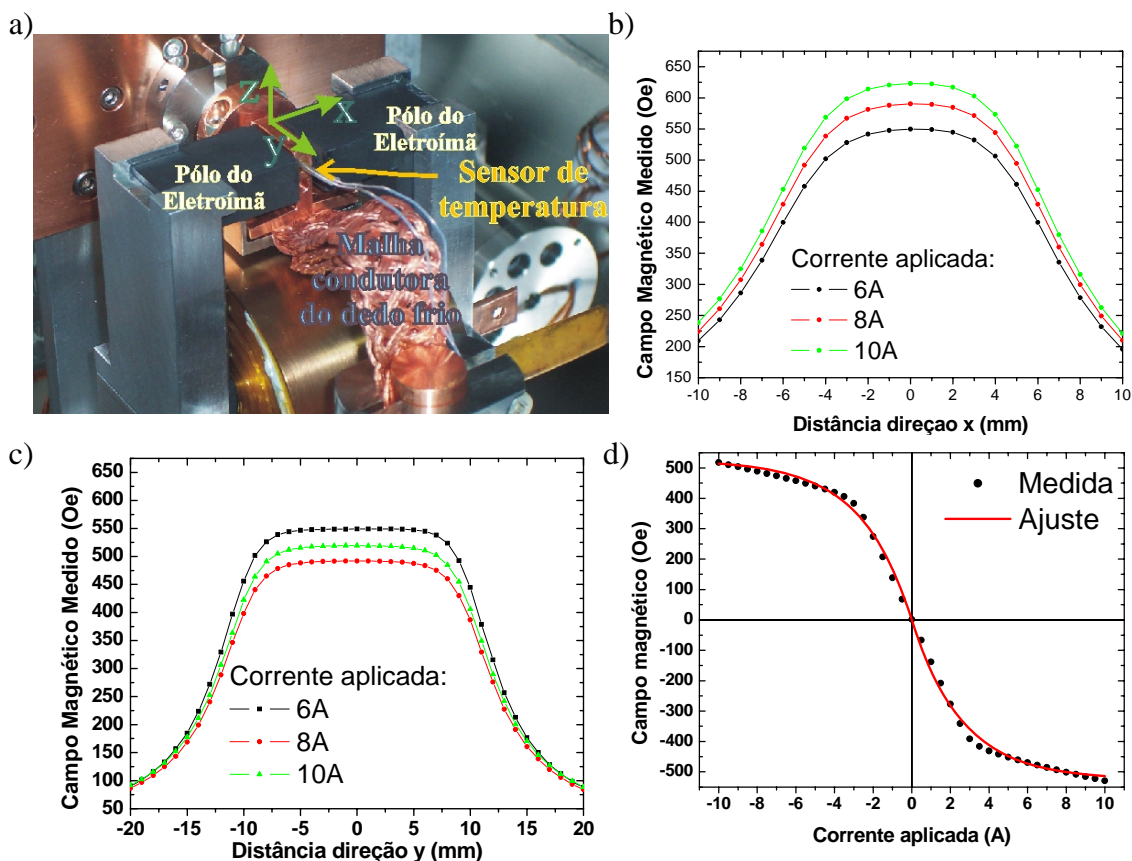 a)
z
x
y
Pólo do
Eletroímã
Pólo do
Eletroímã
Sensor de
temperatura
Malha
condutora
do dedo frio
b)
Campo Magnético Medido (Oe)
650
600
550
500
450
400
350
300
250
200
150
Corrente aplicada:
6A
8A
10A
-10 -8 -6 -4 -2 0 2 4 6 8 10
Distância direçao x (mm)
c)
Campo Magnético Medido (Oe)
650
600
550
500
450
400
350
300
250
200
150
100
50
Corrente aplicada:
6A
8A
10A
-20 -15 -10 -5 0 5 10 15 20
Distância direção y (mm)
d)
Campo magnético (Oe)
500
400
300
200
100
0
-100
-200
-300
-400
-500
Medida
Ajuste
-10 -8 -6 -4 -2 0 2 4 6 8 10
Corrente aplicada (A)